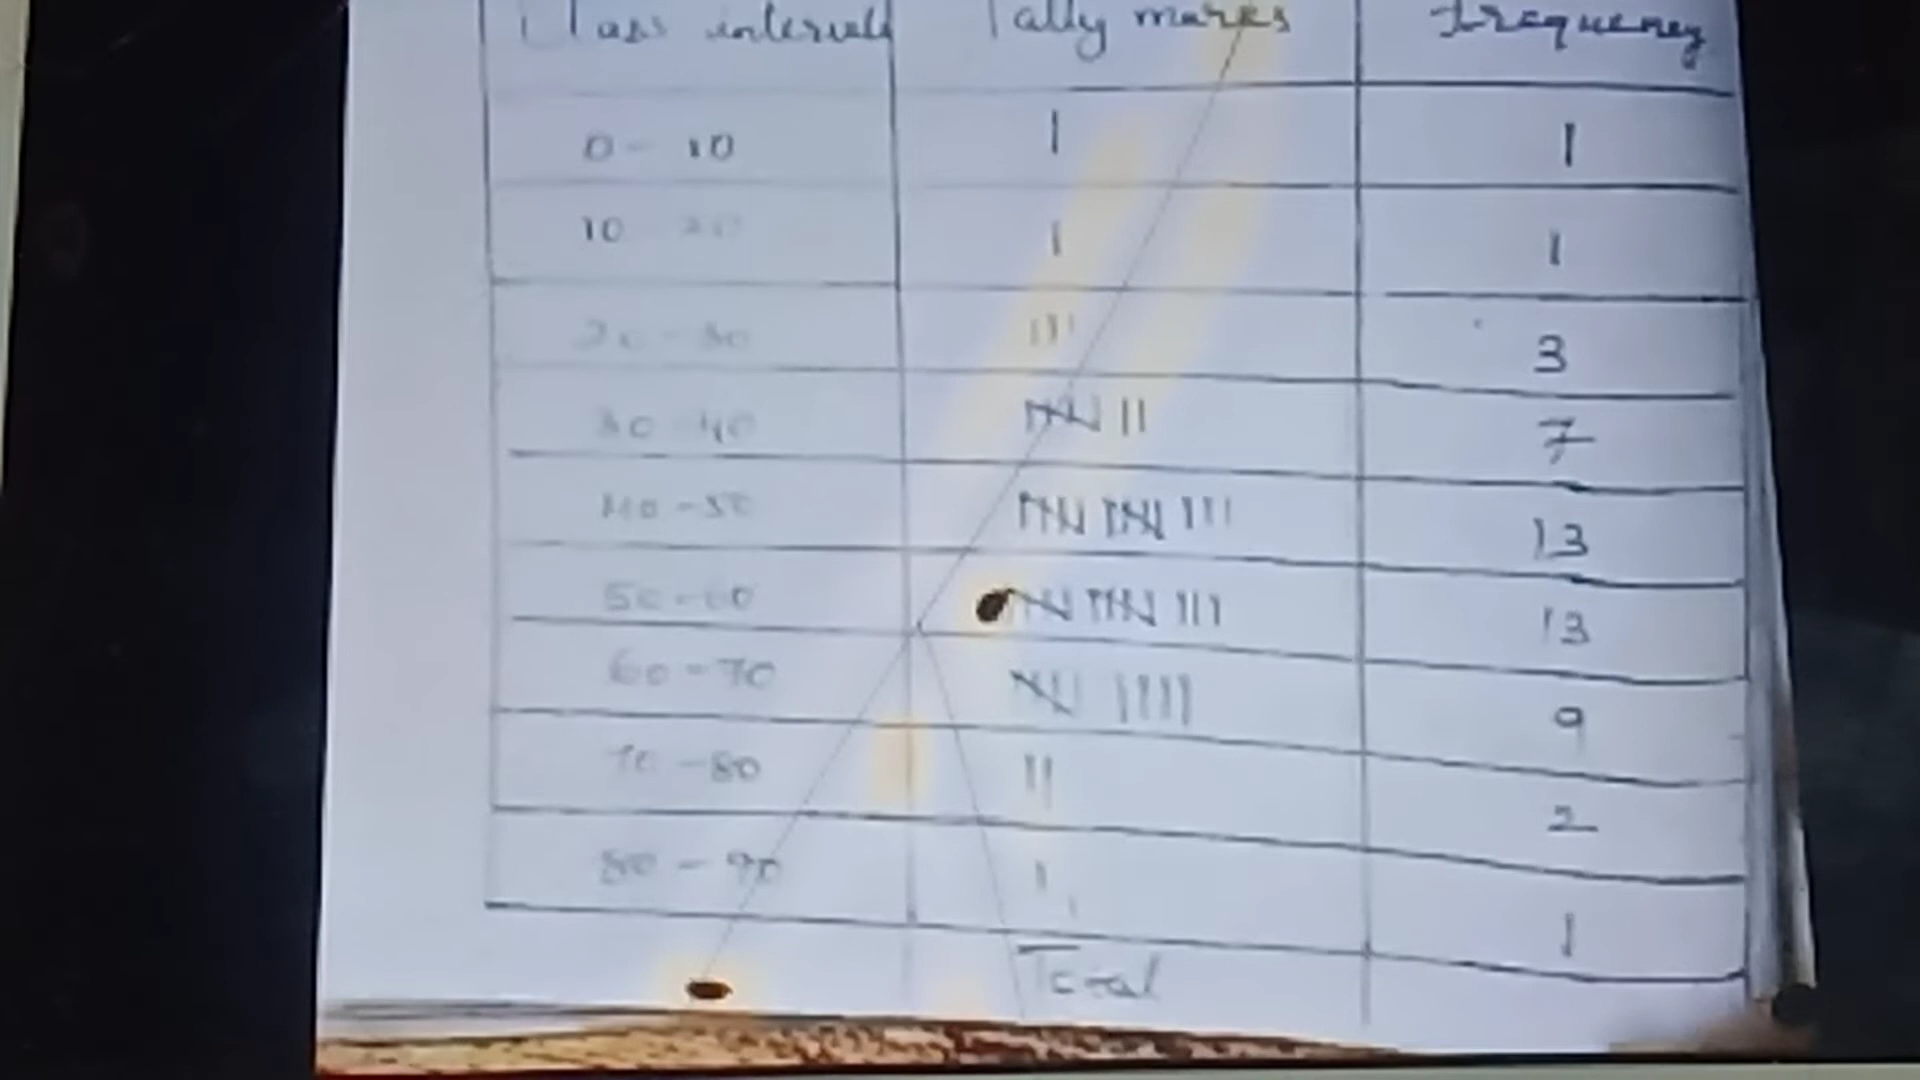 Class intervals Tally marks frequency
0 - 10 | 1
10 - 20 | 1
20 - 30 ||| 3
30 - 40 |||| || 7
40 - 50 |||| |||| ||| 13
50 - 60 |||| |||| ||| 13
60 - 70 |||| |||| 9
70 - 80 || 2
80 - 90 | 1
Total